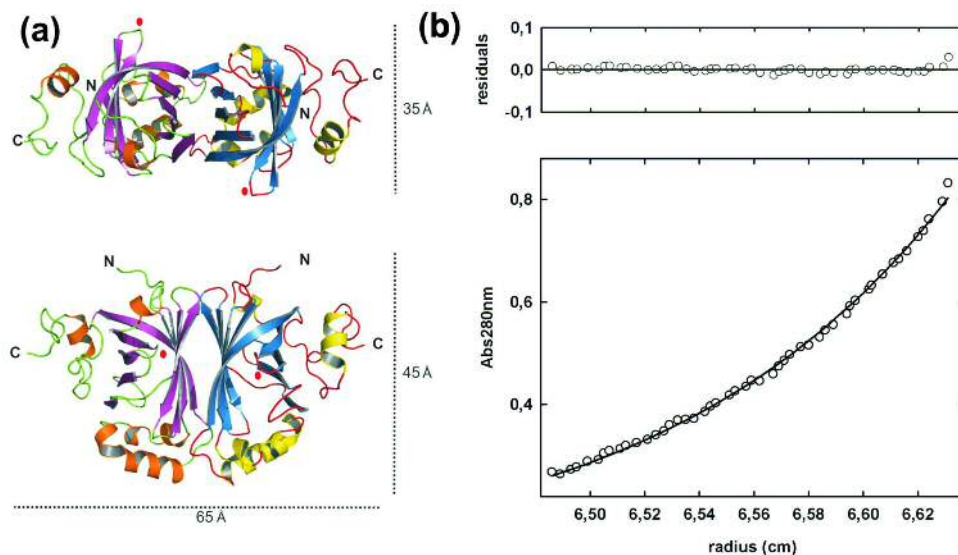 (a)
N
N
C
C
35 Å
N
N
C
C
45 Å
65 Å
(b)
0,1
0,0
-0,1
residuals
0,8
0,6
0,4
Abs280nm
6,50 6,52 6,54 6,56 6,58 6,60 6,62
radius (cm)